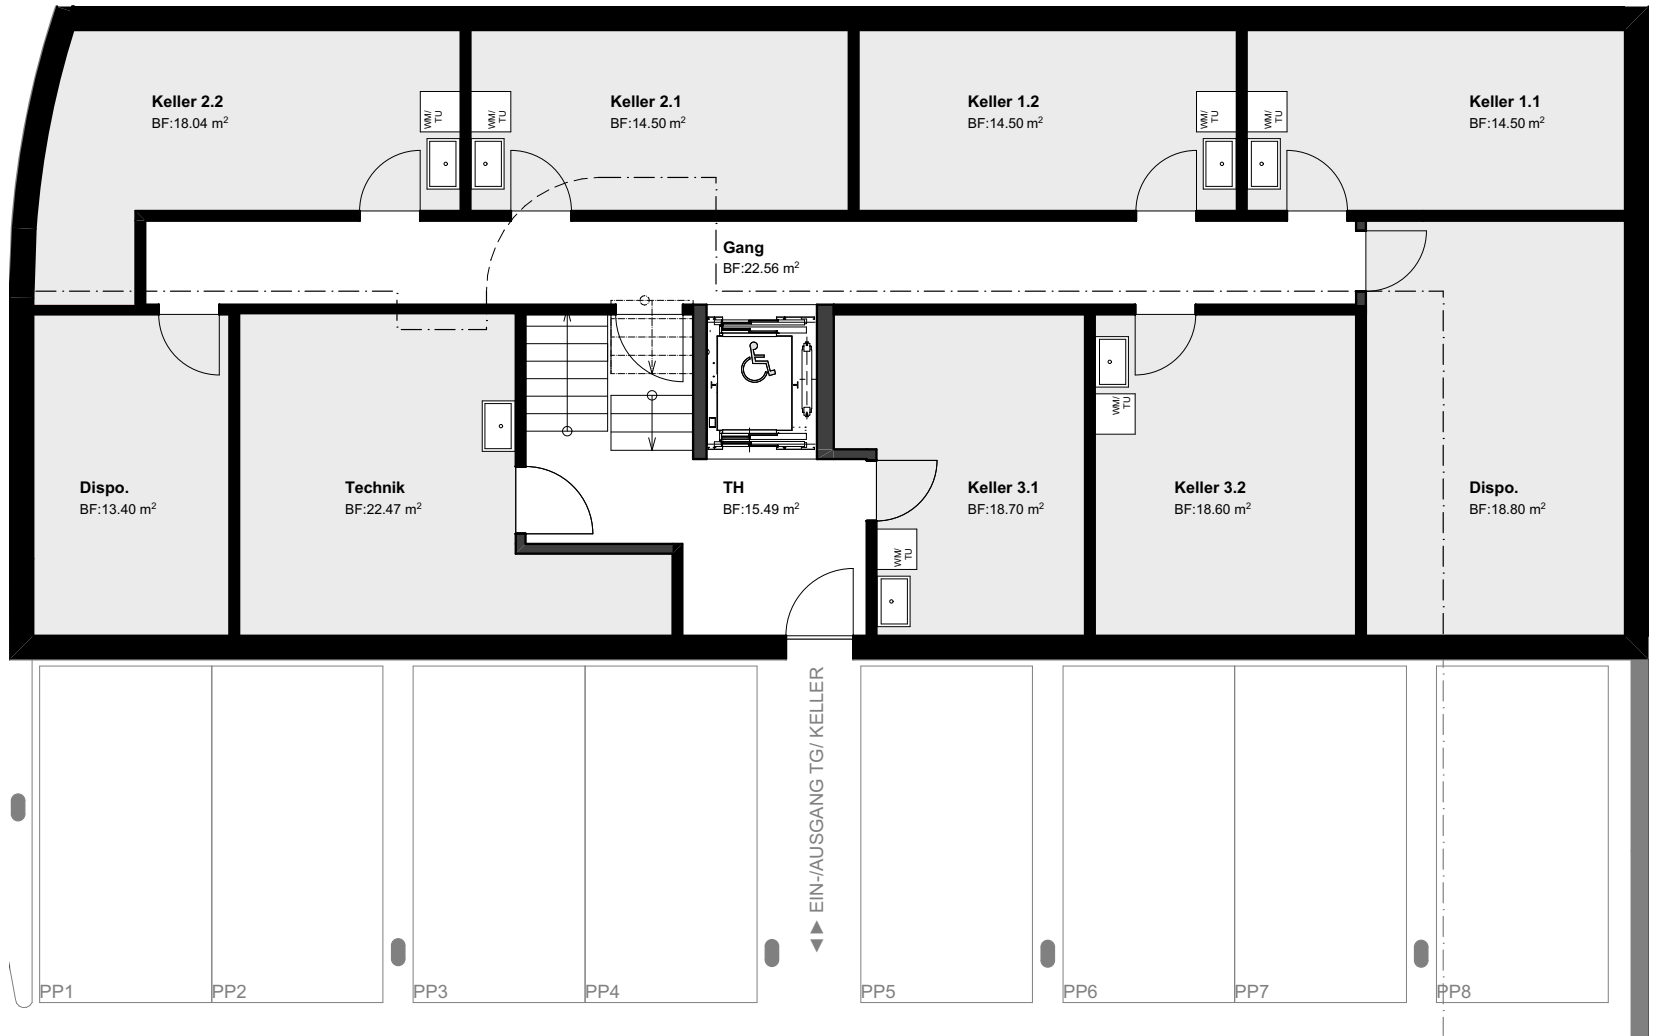 Keller 2.2
BF:18.04 m²
WM/
TU
WM/
TU
Keller 2.1
BF:14.50 m²
Keller 1.2
BF:14.50 m²
WM/
TU
WM/
TU
Keller 1.1
BF:14.50 m²
Gang
BF:22.56 m²
WM/
TU
Dispo.
BF:13.40 m²
Technik
BF:22.47 m²
TH
BF:15.49 m²
Keller 3.1
BF:18.70 m²
Keller 3.2
BF:18.60 m²
Dispo.
BF:18.80 m²
WM/
TU
◄► EIN-/AUSGANG TG/ KELLER
PP1
PP2
PP3
PP4
PP5
PP6
PP7
PP8